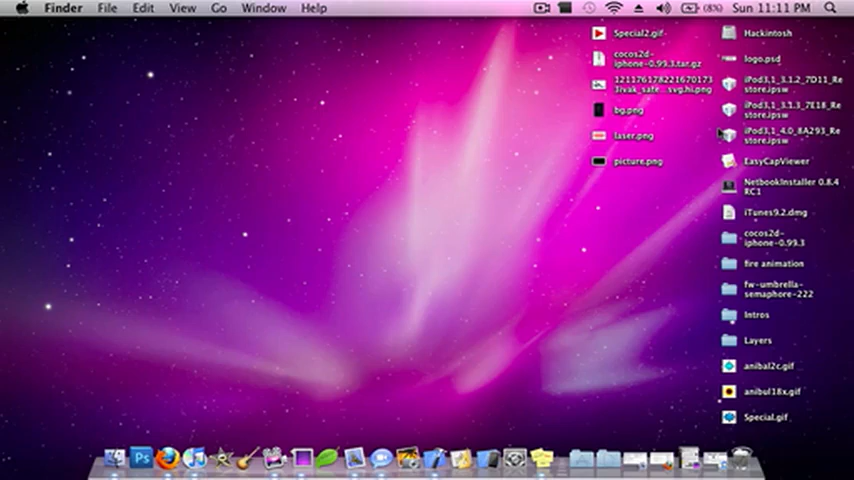 Finder File Edit View Go Window Help (8%) Sun 11:11 PM
Special2.gif
cocos2d-
iphone-0.99.3.tar.gz
bg.png
laser.png
picture.png
Hackintosh
logo.psd
iPod3,1_3.1.2_7D11_Re
store.ipsw
iPod3,1_3.1.3_7E18_Re
store.ipsw
iPod3,1_4.0_8A293_Re
store.ipsw
EasyCapViewer
NetbookInstaller 0.8.4
RC1
iTunes9.2.dmg
cocos2d-
iphone-0.99.3
fire animation
fw-umbrella-
semaphore-222
Intros
Layers
anibal2c.gif
anibul18x.gif
Special.gif
Ps